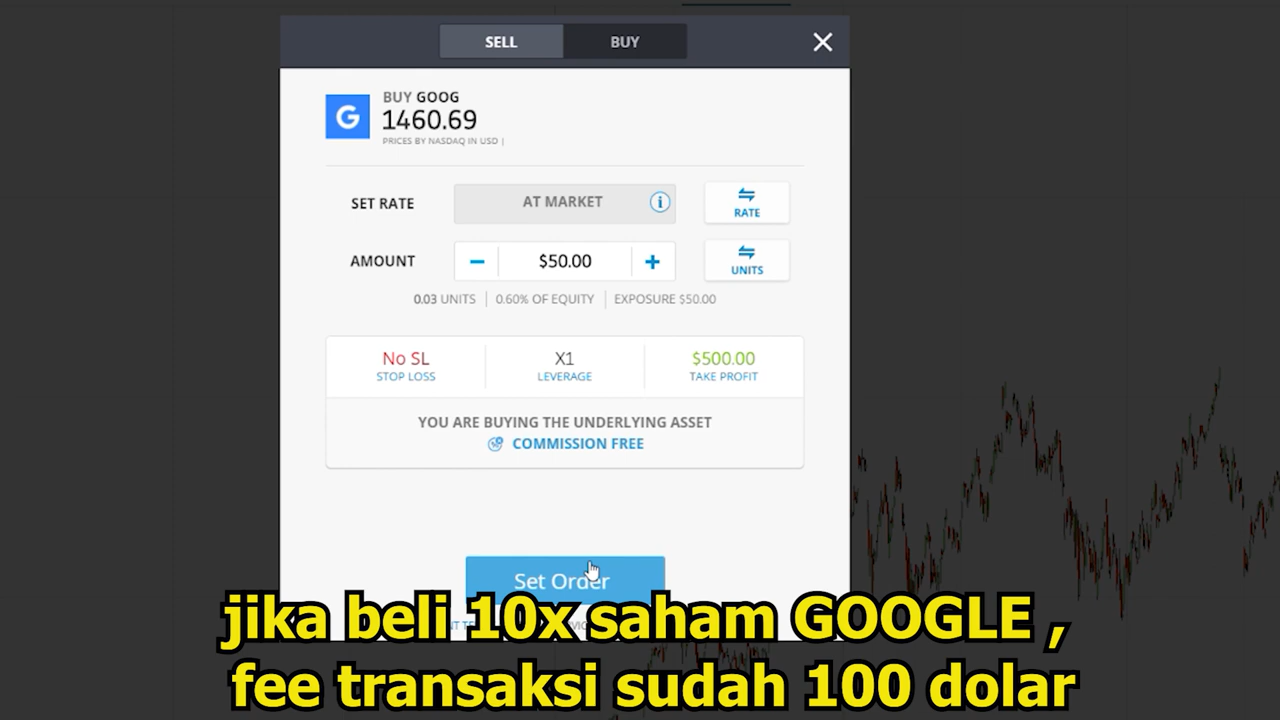 SELL BUY
G
BUY GOOG
1460.69
PRICES BY NASDAQ IN USD |
SET RATE AT MARKET i RATE
AMOUNT − $50.00 + UNITS
0.03 UNITS | 0.60% OF EQUITY | EXPOSURE $50.00
No SL X1 $500.00
STOP LOSS LEVERAGE TAKE PROFIT
YOU ARE BUYING THE UNDERLYING ASSET
COMMISSION FREE
Set Order
jika beli 10x saham GOOGLE ,
fee transaksi sudah 100 dolar